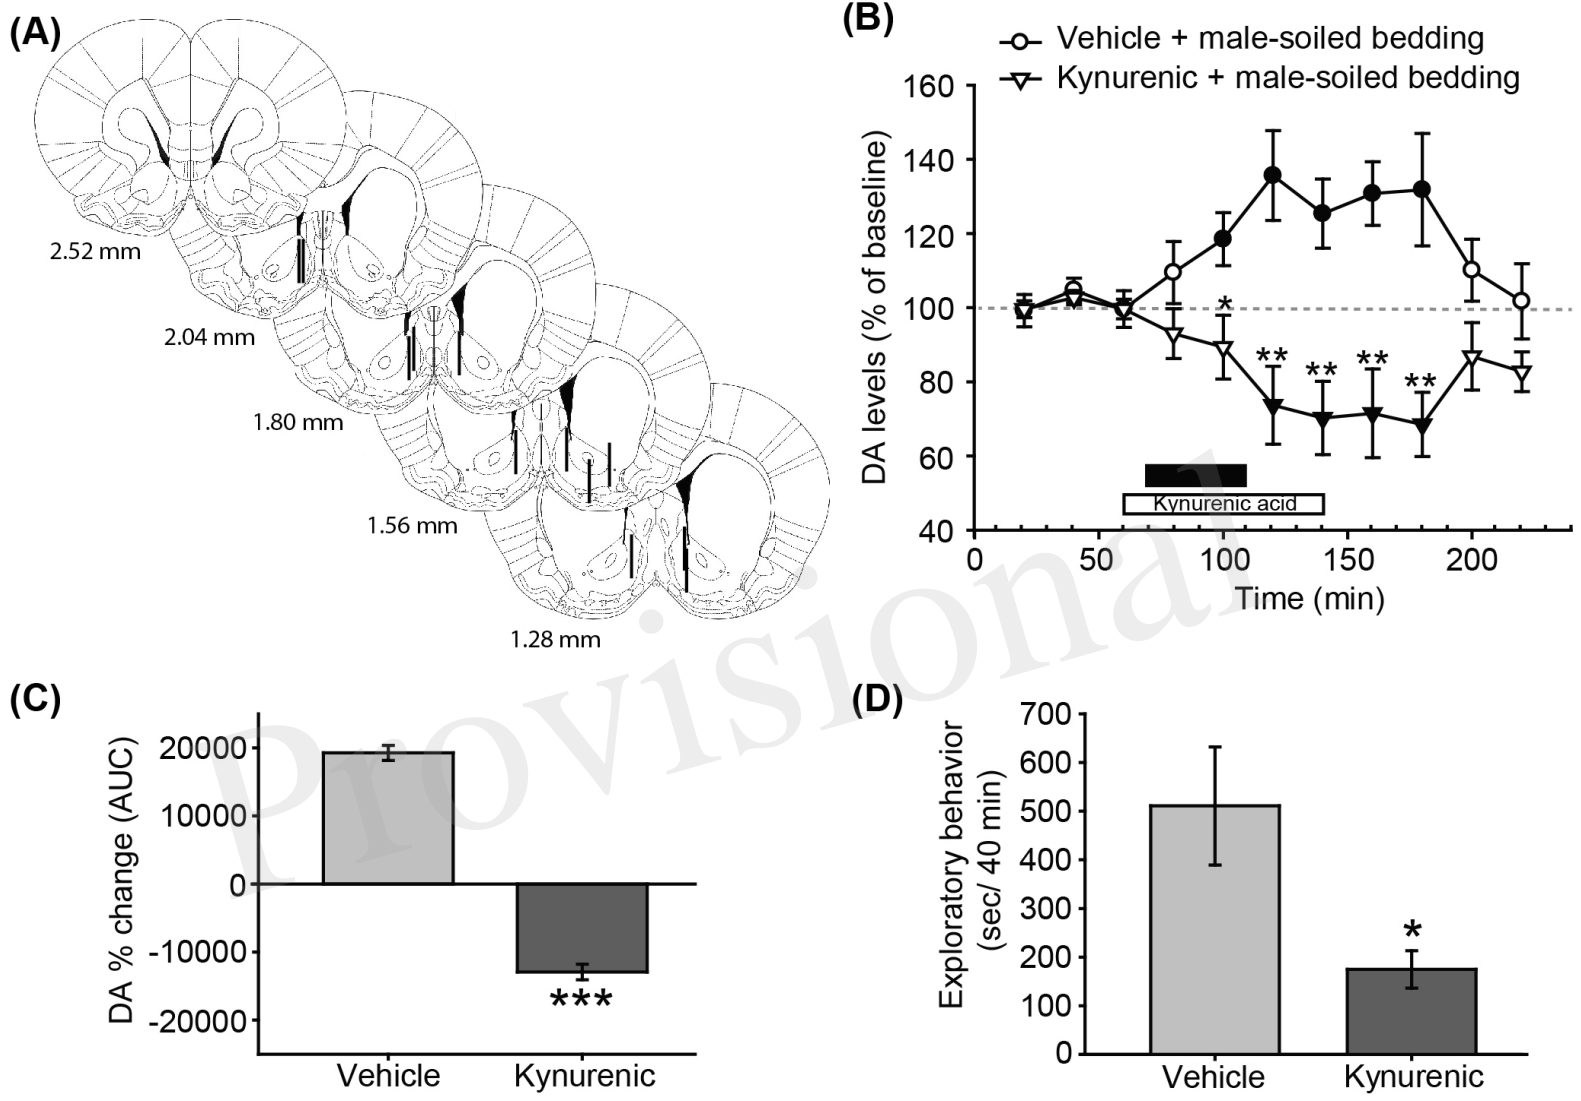 (A)
2.52 mm
2.04 mm
1.80 mm
1.56 mm
1.28 mm
(B)
Vehicle + male-soiled bedding
Kynurenic + male-soiled bedding
DA levels (% of baseline)
160
140
120
100
80
60
40
*
**
**
**
**
Kynurenic acid
0
50
100
150
200
Time (min)
(C)
DA % change (AUC)
20000
10000
0
-10000
-20000
***
Vehicle
Kynurenic
(D)
Exploratory behavior
(sec/ 40 min)
700
600
500
400
300
200
100
0
*
Vehicle
Kynurenic
Provisional